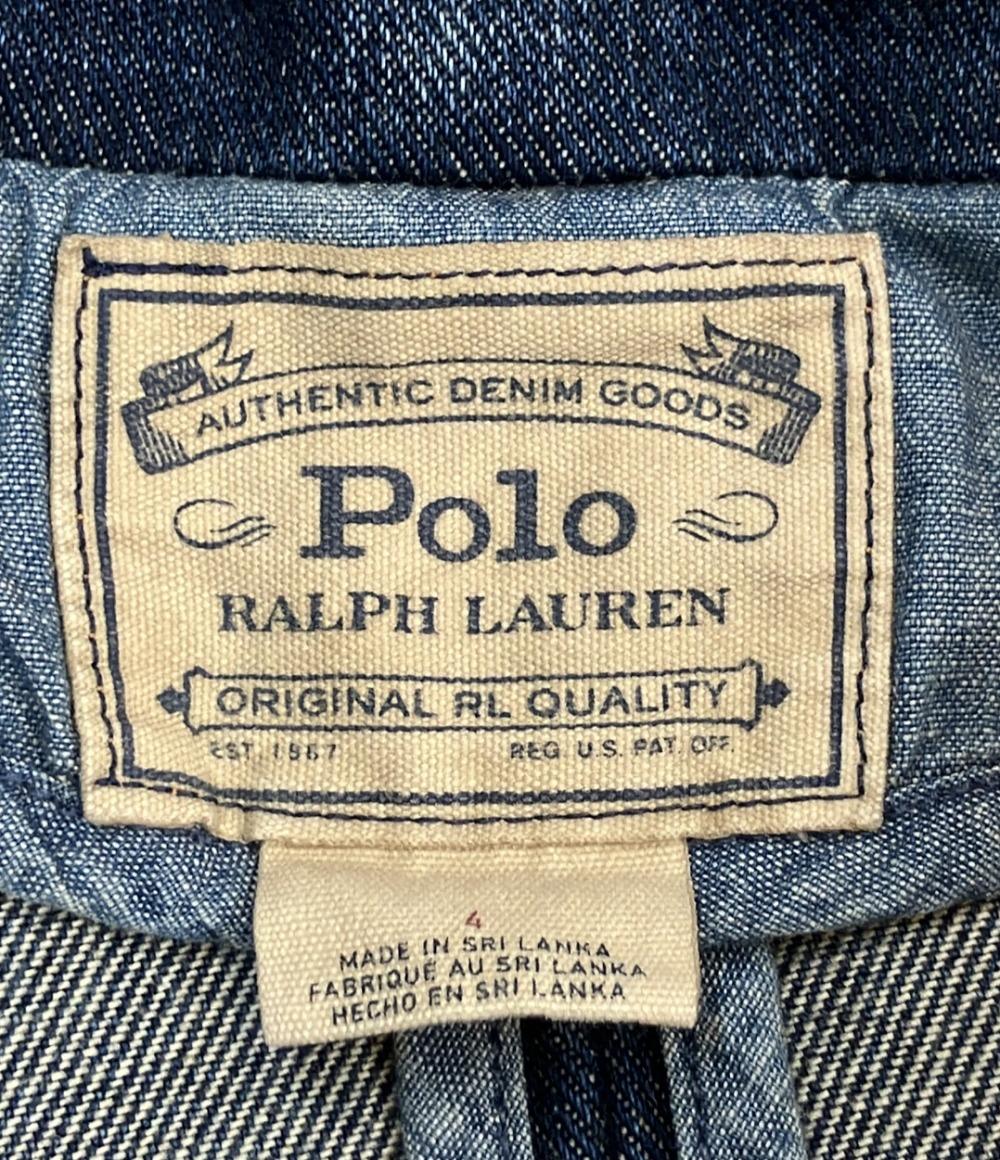 AUTHENTIC DENIM GOODS
Polo
RALPH LAUREN
ORIGINAL RL QUALITY
EST. 1967 REG. U.S. PAT. OFF.
4
MADE IN SRI LANKA
FABRIQUÉ AU SRI LANKA
HECHO EN SRI LANKA